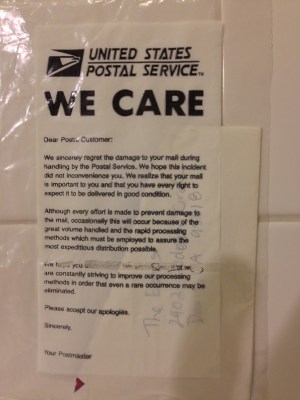 UNITED STATES
POSTAL SERVICE™
WE CARE
Dear Postal Customer:
We sincerely regret the damage to your mail during
handling by the Postal Service. We hope this incident
did not inconvenience you. We realize that your mail
is important to you and that you have every right to
expect it to be delivered in good condition.
Although every effort is made to prevent damage to
the mail, occasionally this will occur because of the
great volume handled and the rapid processing
methods which must be employed to assure the
most expeditious distribution possible.
We hope you
are constantly striving to improve our processing
methods in order that even a rare occurrence may be
eliminated.
Please accept our apologies.
Sincerely,
Your Postmaster
The